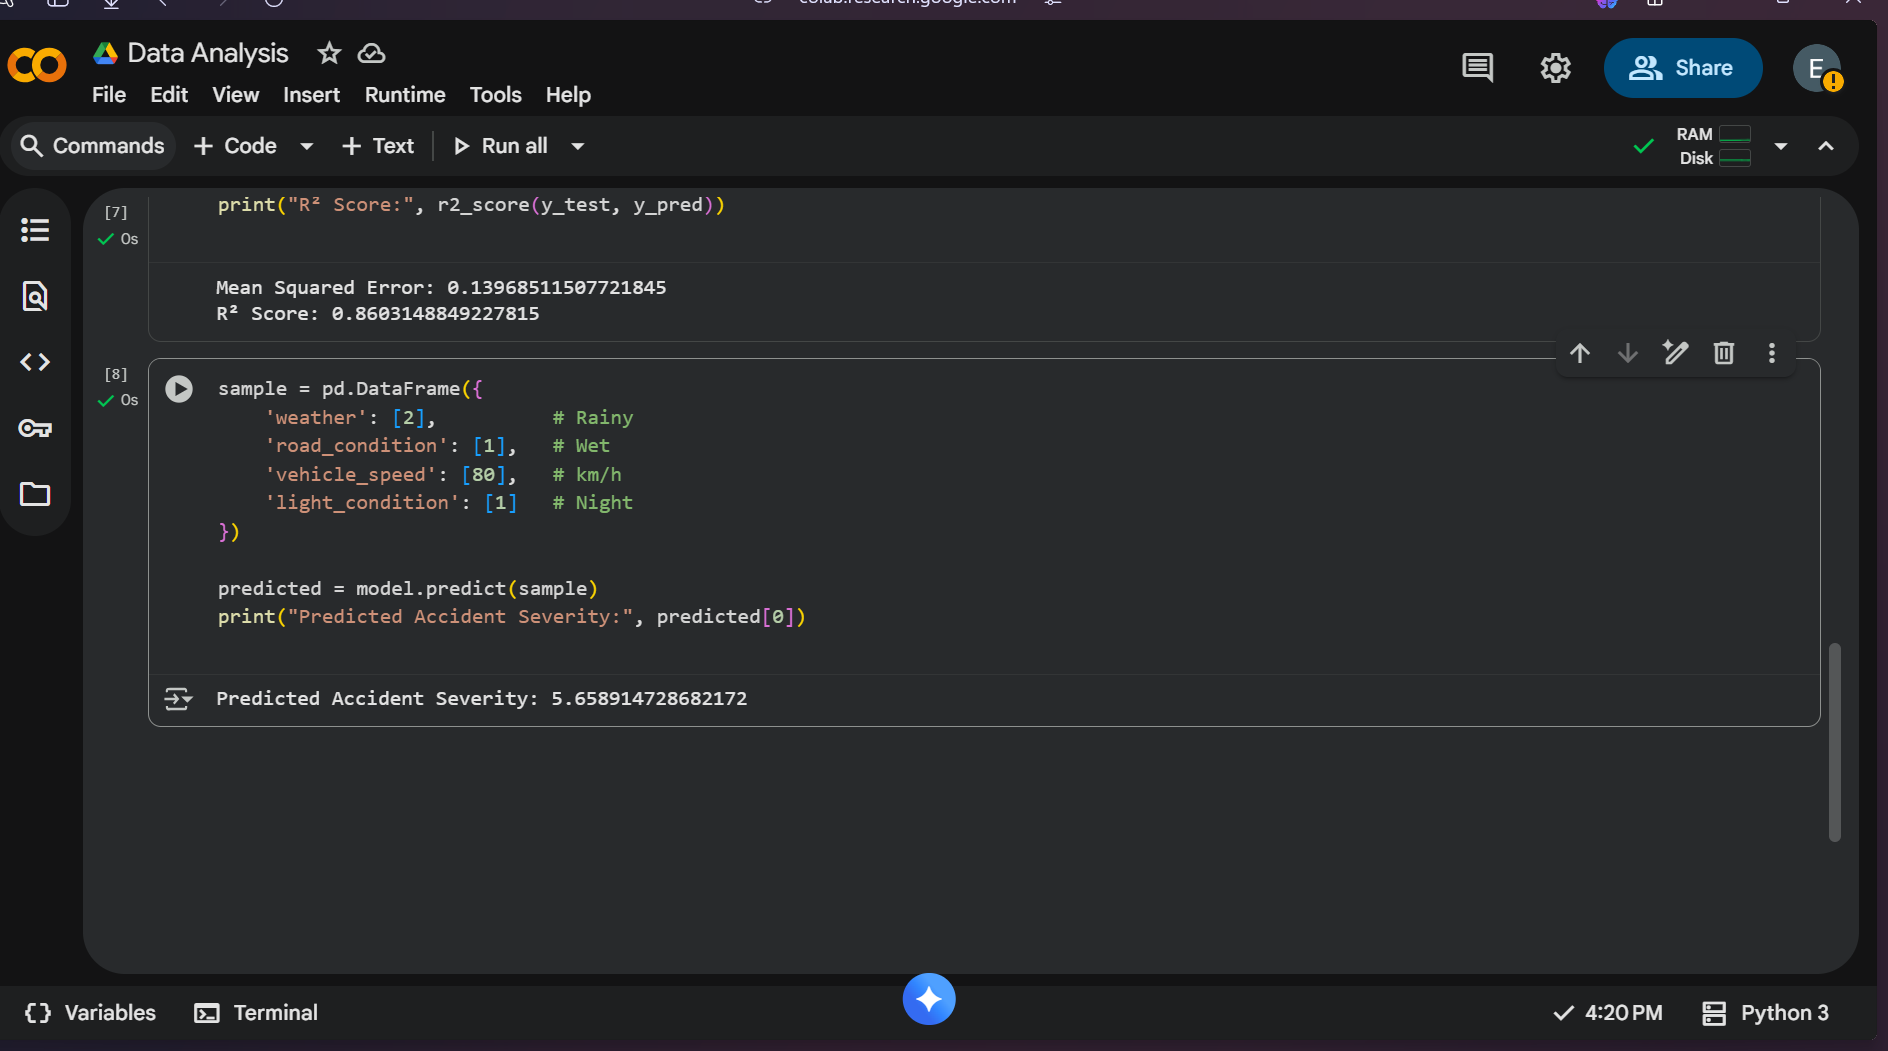 colab.research.google.com
Data Analysis
File Edit View Insert Runtime Tools Help
Share
E
Commands + Code + Text Run all
RAM
Disk
[7]
0s
print("R² Score:", r2_score(y_test, y_pred))
Mean Squared Error: 0.13968511507721845
R² Score: 0.8603148849227815
[8]
0s
sample = pd.DataFrame({
    'weather': [2],          # Rainy
    'road_condition': [1],   # Wet
    'vehicle_speed': [80],   # km/h
    'light_condition': [1]   # Night
})
predicted = model.predict(sample)
print("Predicted Accident Severity:", predicted[0])
Predicted Accident Severity: 5.658914728682172
Variables Terminal
4:20 PM Python 3